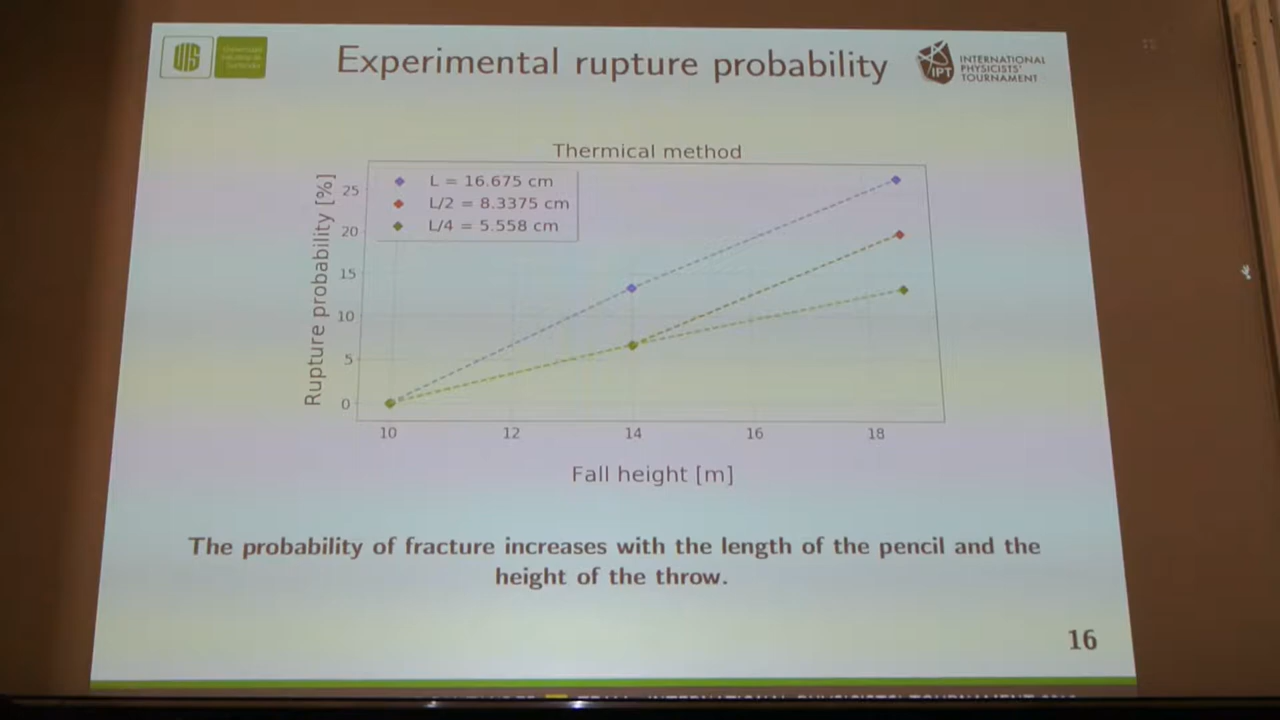 Experimental rupture probability
IPT
INTERNATIONAL
PHYSICISTS'
TOURNAMENT
Thermical method
L = 16.675 cm
L/2 = 8.3375 cm
L/4 = 5.558 cm
Rupture probability [%]
25
20
15
10
5
0
10 12 14 16 18
Fall height [m]
The probability of fracture increases with the length of the pencil and the
height of the throw.
16